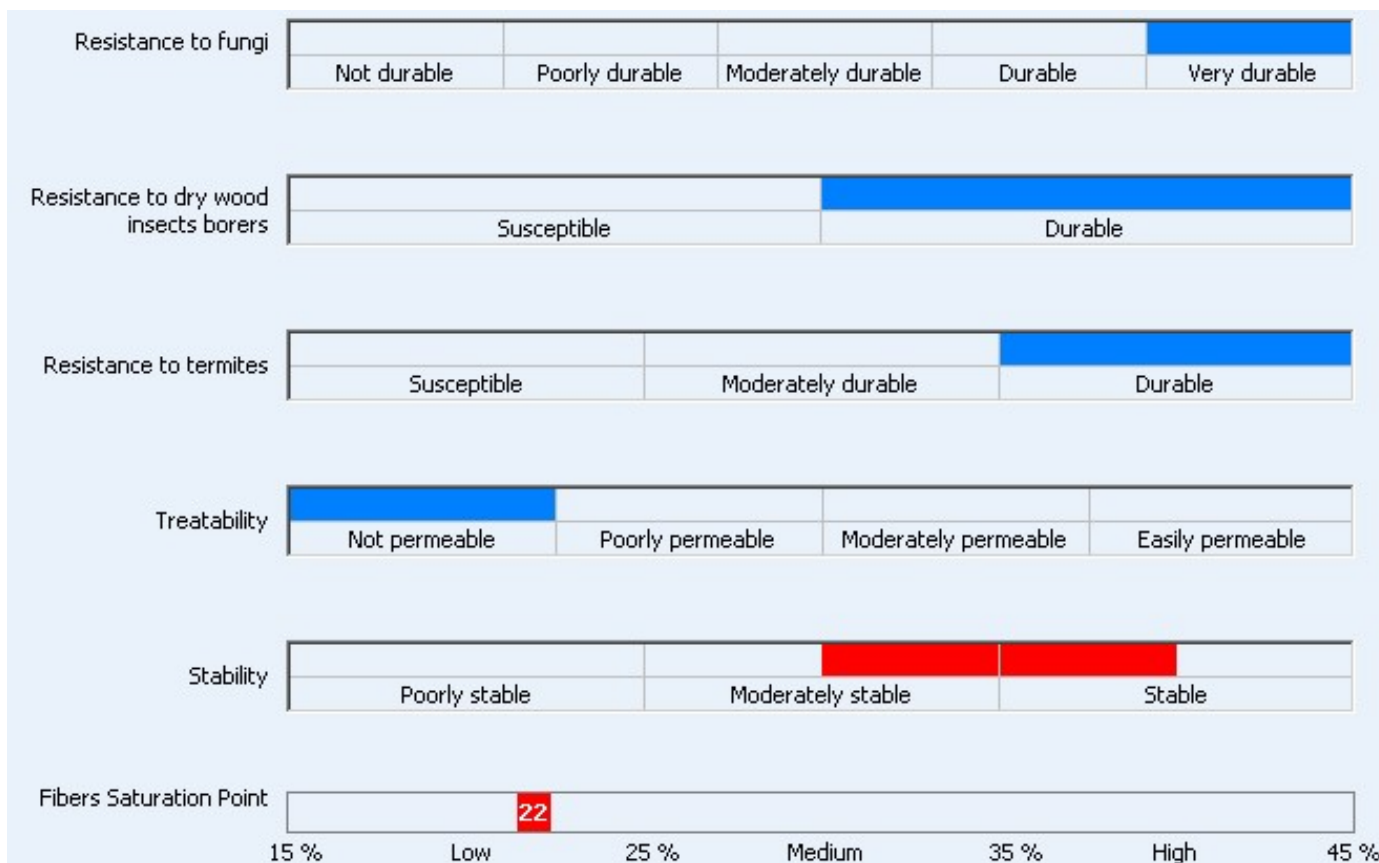 Resistance to fungi
Not durable Poorly durable Moderately durable Durable Very durable
Resistance to dry wood
insects borers
Susceptible Durable
Resistance to termites
Susceptible Moderately durable Durable
Treatability
Not permeable Poorly permeable Moderately permeable Easily permeable
Stability
Poorly stable Moderately stable Stable
Fibers Saturation Point
22
15 % Low 25 % Medium 35 % High 45 %